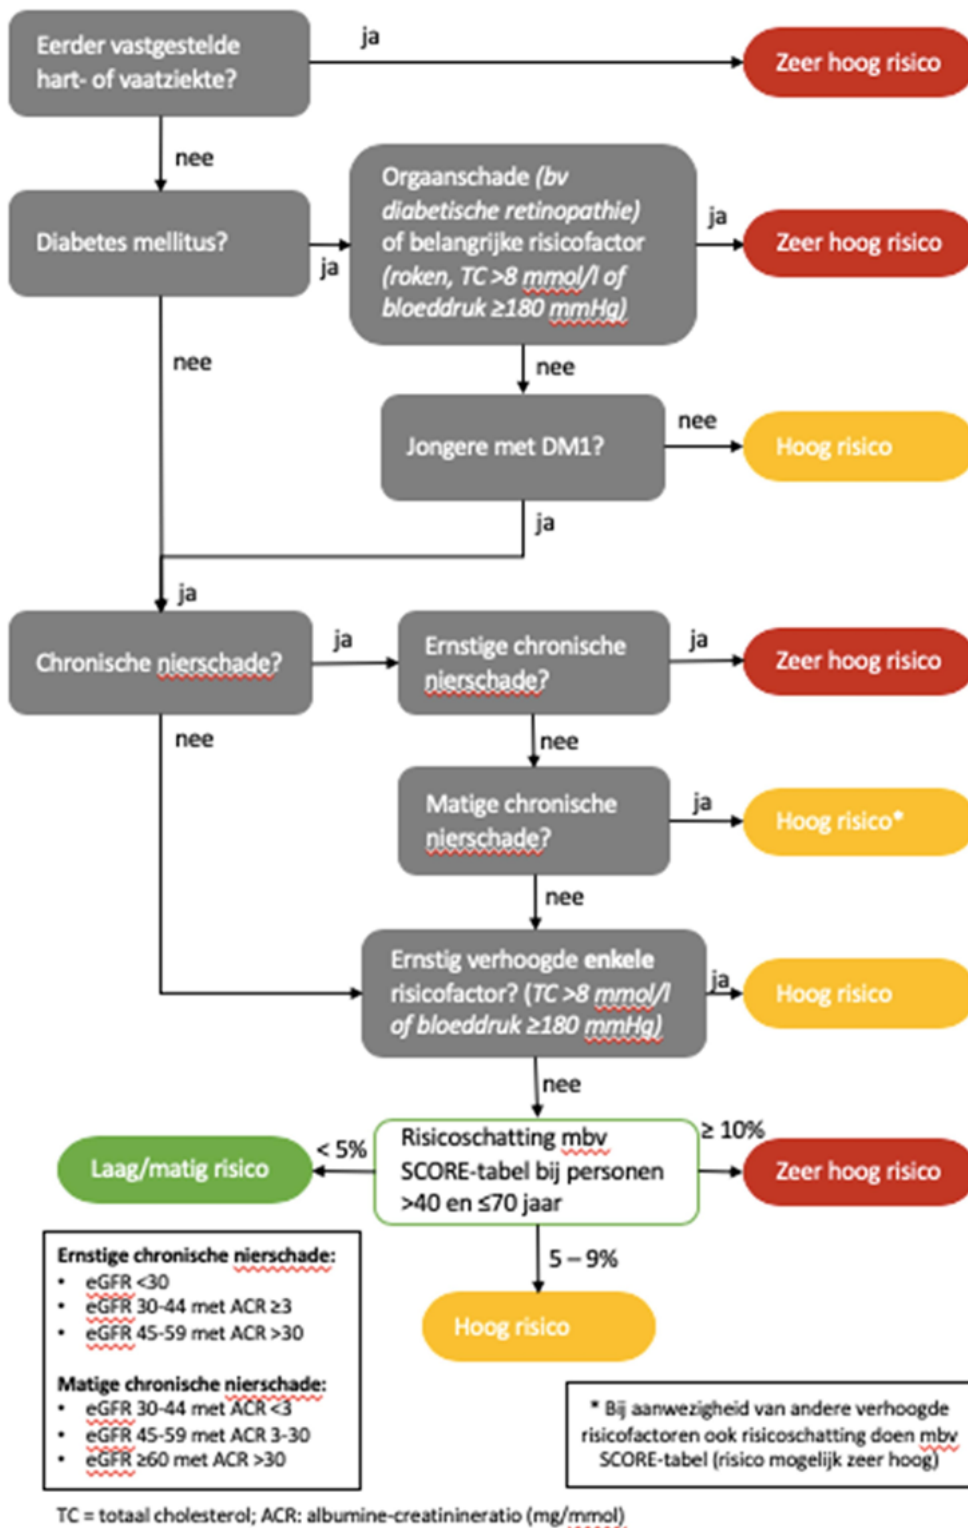 Eerder vastgestelde
hart- of vaatziekte?
ja
Zeer hoog risico
nee
Diabetes mellitus?
ja
Orgaanschade (bv
diabetische retinopathie)
of belangrijke risicofactor
(roken, TC >8 mmol/l of
bloeddruk ≥180 mmHg)
ja
Zeer hoog risico
nee
nee
Jongere met DM1?
nee
Hoog risico
ja
ja
Chronische nierschade?
ja
Ernstige chronische
nierschade?
ja
Zeer hoog risico
nee
nee
Matige chronische
nierschade?
ja
Hoog risico*
nee
Ernstig verhoogde enkele
risicofactor? (TC >8 mmol/l
of bloeddruk ≥180 mmHg)
ja
Hoog risico
nee
Laag/matig risico
< 5%
Risicoschatting mbv
SCORE-tabel bij personen
>40 en ≤70 jaar
≥ 10%
Zeer hoog risico
5 – 9%
Hoog risico
Ernstige chronische nierschade:
• eGFR <30
• eGFR 30-44 met ACR ≥3
• eGFR 45-59 met ACR >30
Matige chronische nierschade:
• eGFR 30-44 met ACR <3
• eGFR 45-59 met ACR 3-30
• eGFR ≥60 met ACR >30
* Bij aanwezigheid van andere verhoogde
risicofactoren ook risicoschatting doen mbv
SCORE-tabel (risico mogelijk zeer hoog)
TC = totaal cholesterol; ACR: albumine-creatinineratio (mg/mmol)